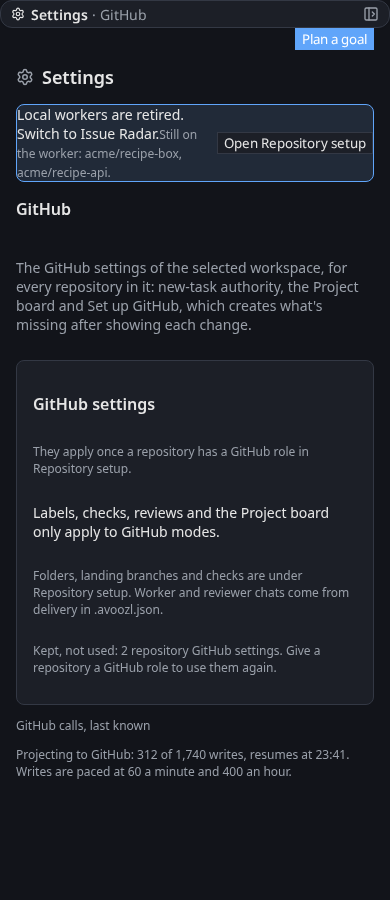 Settings · GitHub
Plan a goal
Settings
Local workers are retired.
Switch to Issue Radar.Still on
the worker: acme/recipe-box,
acme/recipe-api.
Open Repository setup
GitHub
The GitHub settings of the selected workspace, for
every repository in it: new-task authority, the Project
board and Set up GitHub, which creates what's
missing after showing each change.
GitHub settings
They apply once a repository has a GitHub role in
Repository setup.
Labels, checks, reviews and the Project board
only apply to GitHub modes.
Folders, landing branches and checks are under
Repository setup. Worker and reviewer chats come from
delivery in .avoozl.json.
Kept, not used: 2 repository GitHub settings. Give a
repository a GitHub role to use them again.
GitHub calls, last known
Projecting to GitHub: 312 of 1,740 writes, resumes at 23:41.
Writes are paced at 60 a minute and 400 an hour.